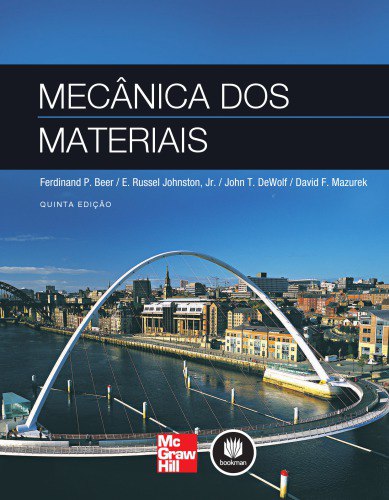 MECÂNICA DOS
MATERIAIS
Ferdinand P. Beer / E. Russel Johnston, Jr. / John T. DeWolf / David F. Mazurek
QUINTA EDIÇÃO
Mc
Graw
Hill
bookman